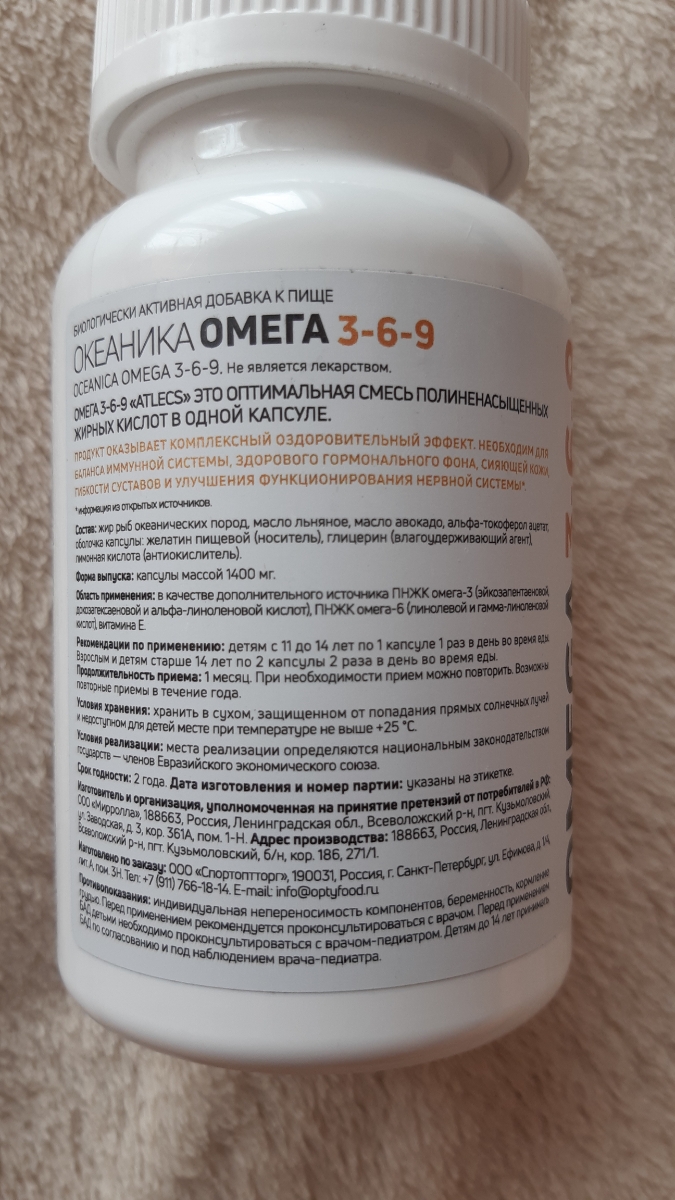 БИОЛОГИЧЕСКИ АКТИВНАЯ ДОБАВКА К ПИЩЕ
ОКЕАНИКА ОМЕГА 3-6-9
OCEANICA OMEGA 3-6-9. Не является лекарством.
ОМЕГА 3-6-9 «ATLECS» ЭТО ОПТИМАЛЬНАЯ СМЕСЬ ПОЛИНЕНАСЫЩЕННЫХ
ЖИРНЫХ КИСЛОТ В ОДНОЙ КАПСУЛЕ.
ПРОДУКТ ОКАЗЫВАЕТ КОМПЛЕКСНЫЙ ОЗДОРОВИТЕЛЬНЫЙ ЭФФЕКТ. НЕОБХОДИМ ДЛЯ
БАЛАНСА ИММУННОЙ СИСТЕМЫ, ЗДОРОВОГО ГОРМОНАЛЬНОГО ФОНА, СИЯЮЩЕЙ КОЖИ,
ГИБКОСТИ СУСТАВОВ И УЛУЧШЕНИЯ ФУНКЦИОНИРОВАНИЯ НЕРВНОЙ СИСТЕМЫ*.
* информация из открытых источников.
Состав: жир рыб океанических пород, масло льняное, масло авокадо, альфа-токоферол ацетат,
оболочка капсулы: желатин пищевой (носитель), глицерин (влагоудерживающий агент),
лимонная кислота (антиокислитель).
Форма выпуска: капсулы массой 1400 мг.
Область применения: в качестве дополнительного источника ПНЖК омега-3 (эйкозапентаеновой,
докозагексаеновой и альфа-линоленовой кислот), ПНЖК омега-6 (линолевой и гамма-линоленовой
кислот), витамина Е.
Рекомендации по применению: детям с 11 до 14 лет по 1 капсуле 1 раз в день во время еды.
Взрослым и детям старше 14 лет по 2 капсулы 2 раза в день во время еды.
Продолжительность приема: 1 месяц. При необходимости прием можно повторить. Возможны
повторные приемы в течение года.
Условия хранения: хранить в сухом, защищенном от попадания прямых солнечных лучей
и недоступном для детей месте при температуре не выше +25 °C.
Условия реализации: места реализации определяются национальным законодательством
государств — членов Евразийского экономического союза.
Срок годности: 2 года. Дата изготовления и номер партии: указаны на этикетке.
Изготовитель и организация, уполномоченная на принятие претензий от потребителей в РФ:
ООО «Мирролла», 188663, Россия, Ленинградская обл., Всеволожский р-н, пгт. Кузьмоловский,
ул. Заводская, д. 3, кор. 361А, пом. 1-Н. Адрес производства: 188663, Россия, Ленинградская обл.,
Всеволожский р-н, пгт. Кузьмоловский, б/н, кор. 186, 271/1.
Изготовлено по заказу: ООО «Спортоптторг», 190031, Россия, г. Санкт-Петербург, ул. Ефимова, д. 1/4,
лит. А, пом. 3Н. Тел.: +7 (911) 766-18-14. E-mail: info@optyfood.ru
Противопоказания: индивидуальная непереносимость компонентов, беременность, кормление
грудью. Перед применением рекомендуется проконсультироваться с врачом. Перед применением
БАД детьми необходимо проконсультироваться с врачом-педиатром. Детям до 14 лет принимать
БАД по согласованию и под наблюдением врача-педиатра.